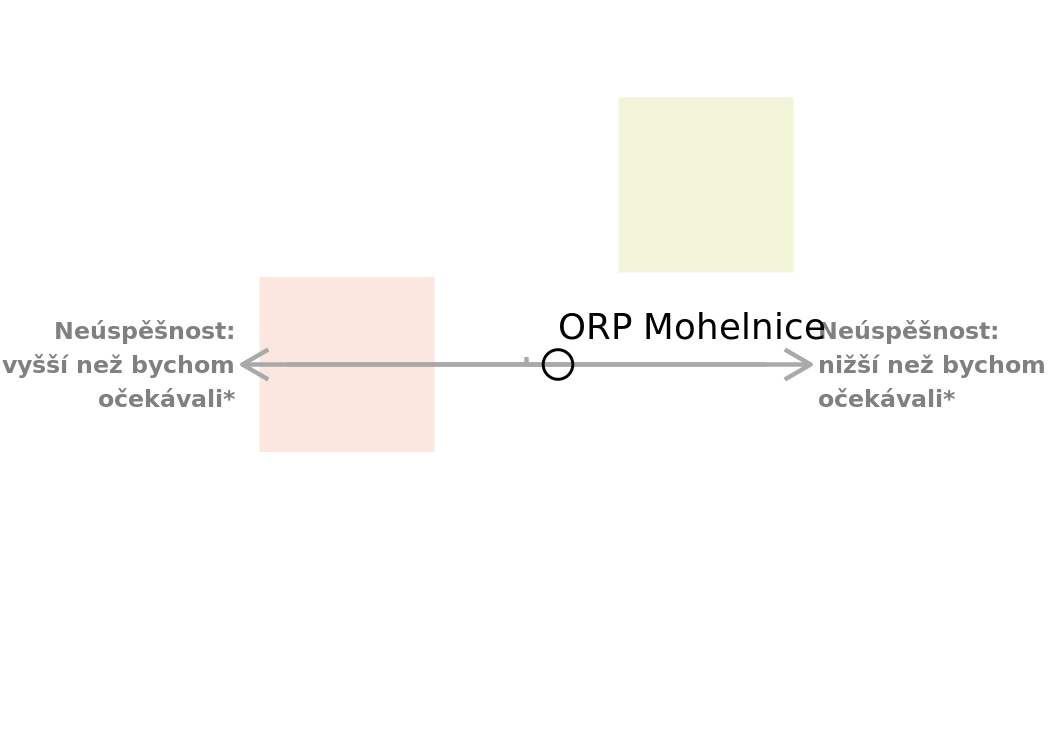 ORP Mohelnice
Neúspěšnost:
vyšší než bychom
očekávali*
Neúspěšnost:
nižší než bychom
očekávali*